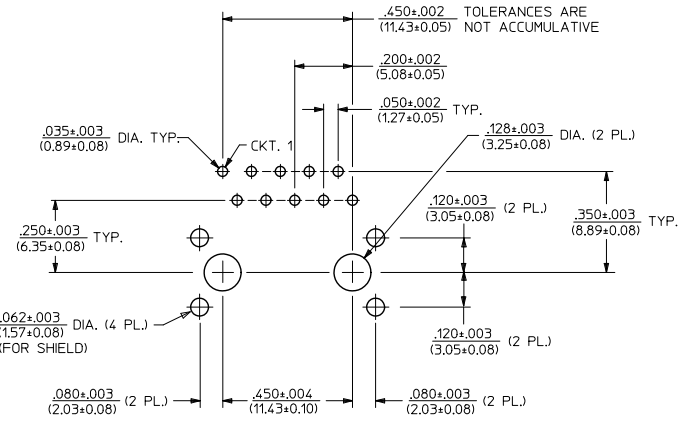 .450±.002 TOLERANCES ARE
(11.43±0.05) NOT ACCUMULATIVE
.200±.002
(5.08±0.05)
.050±.002 TYP.
(1.27±0.05)
.035±.003 DIA. TYP.
(0.89±0.08)
CKT. 1
.128±.003 DIA. (2 PL.)
(3.25±0.08)
.120±.003 (2 PL.)
(3.05±0.08)
.350±.003 TYP.
(8.89±0.08)
.250±.003 TYP.
(6.35±0.08)
.062±.003 DIA. (4 PL.)
(1.57±0.08)
(FOR SHIELD)
.120±.003 (2 PL.)
(3.05±0.08)
.080±.003 (2 PL.)
(2.03±0.08)
.450±.004
(11.43±0.10)
.080±.003 (2 PL.)
(2.03±0.08)